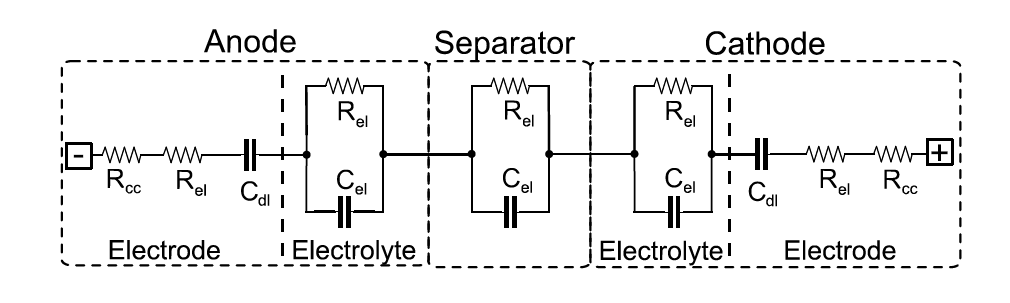 Anode Separator Cathode
R_el R_el R_el
- R_cc R_el C_dl C_el C_el C_el C_dl R_el R_cc +
Electrode Electrolyte Electrolyte Electrode